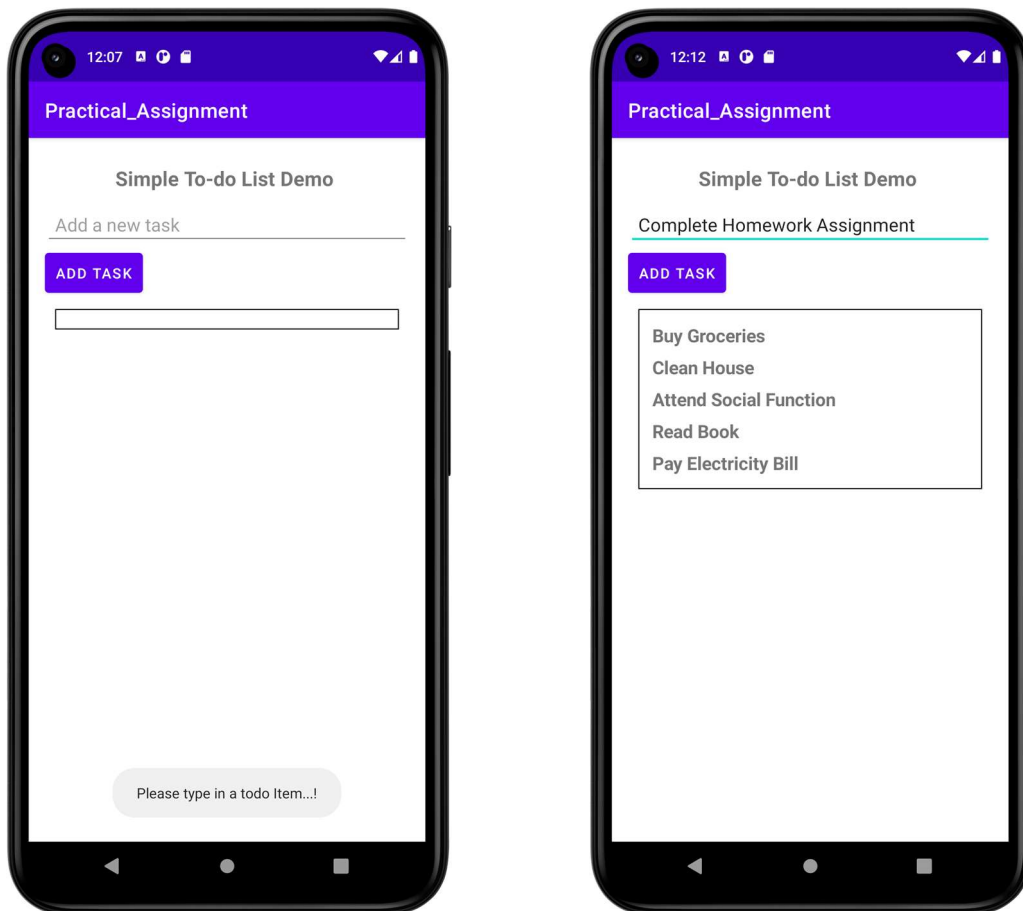 12:07
Practical_Assignment
Simple To-do List Demo
Add a new task
ADD TASK
Please type in a todo Item...!
12:12
Practical_Assignment
Simple To-do List Demo
Complete Homework Assignment
ADD TASK
Buy Groceries
Clean House
Attend Social Function
Read Book
Pay Electricity Bill